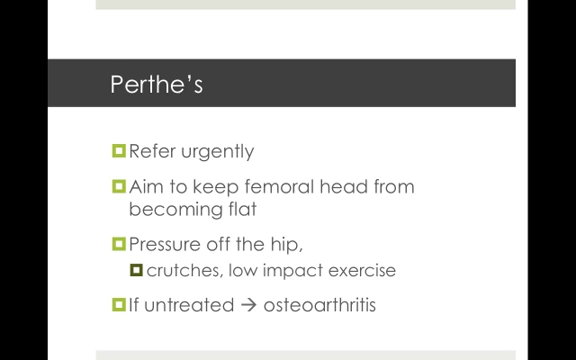 Perthe's
Refer urgently
Aim to keep femoral head from
becoming flat
Pressure off the hip,
crutches, low impact exercise
If untreated → osteoarthritis